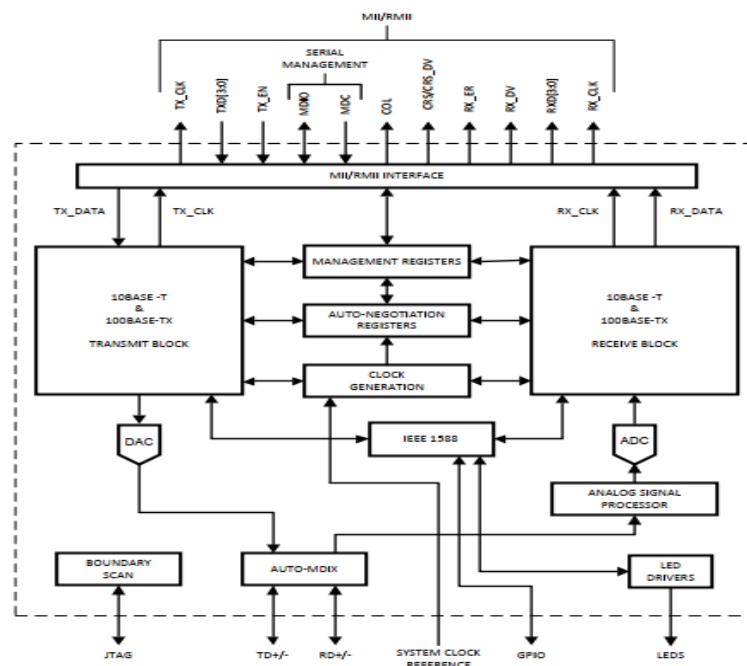 MII/RMII
SERIAL
MANAGEMENT
TX_CLK
TXD[3:0]
TX_EN
MDIO
MDC
COL
CRS/CRS_DV
RX_ER
RX_DV
RXD[3:0]
RX_CLK
MII/RMII INTERFACE
TX_DATA
TX_CLK
RX_CLK
RX_DATA
MANAGEMENT REGISTERS
10BASE -T
&
100BASE-TX
TRANSMIT BLOCK
AUTO-NEGOTIATION
REGISTERS
10BASE -T
&
100BASE-TX
RECEIVE BLOCK
CLOCK
GENERATION
DAC
IEEE 1588
ADC
ANALOG SIGNAL
PROCESSOR
BOUNDARY
SCAN
AUTO-MDIX
LED
DRIVERS
JTAG
TD+/-
RD+/-
SYSTEM CLOCK
REFERENCE
GPIO
LEDS